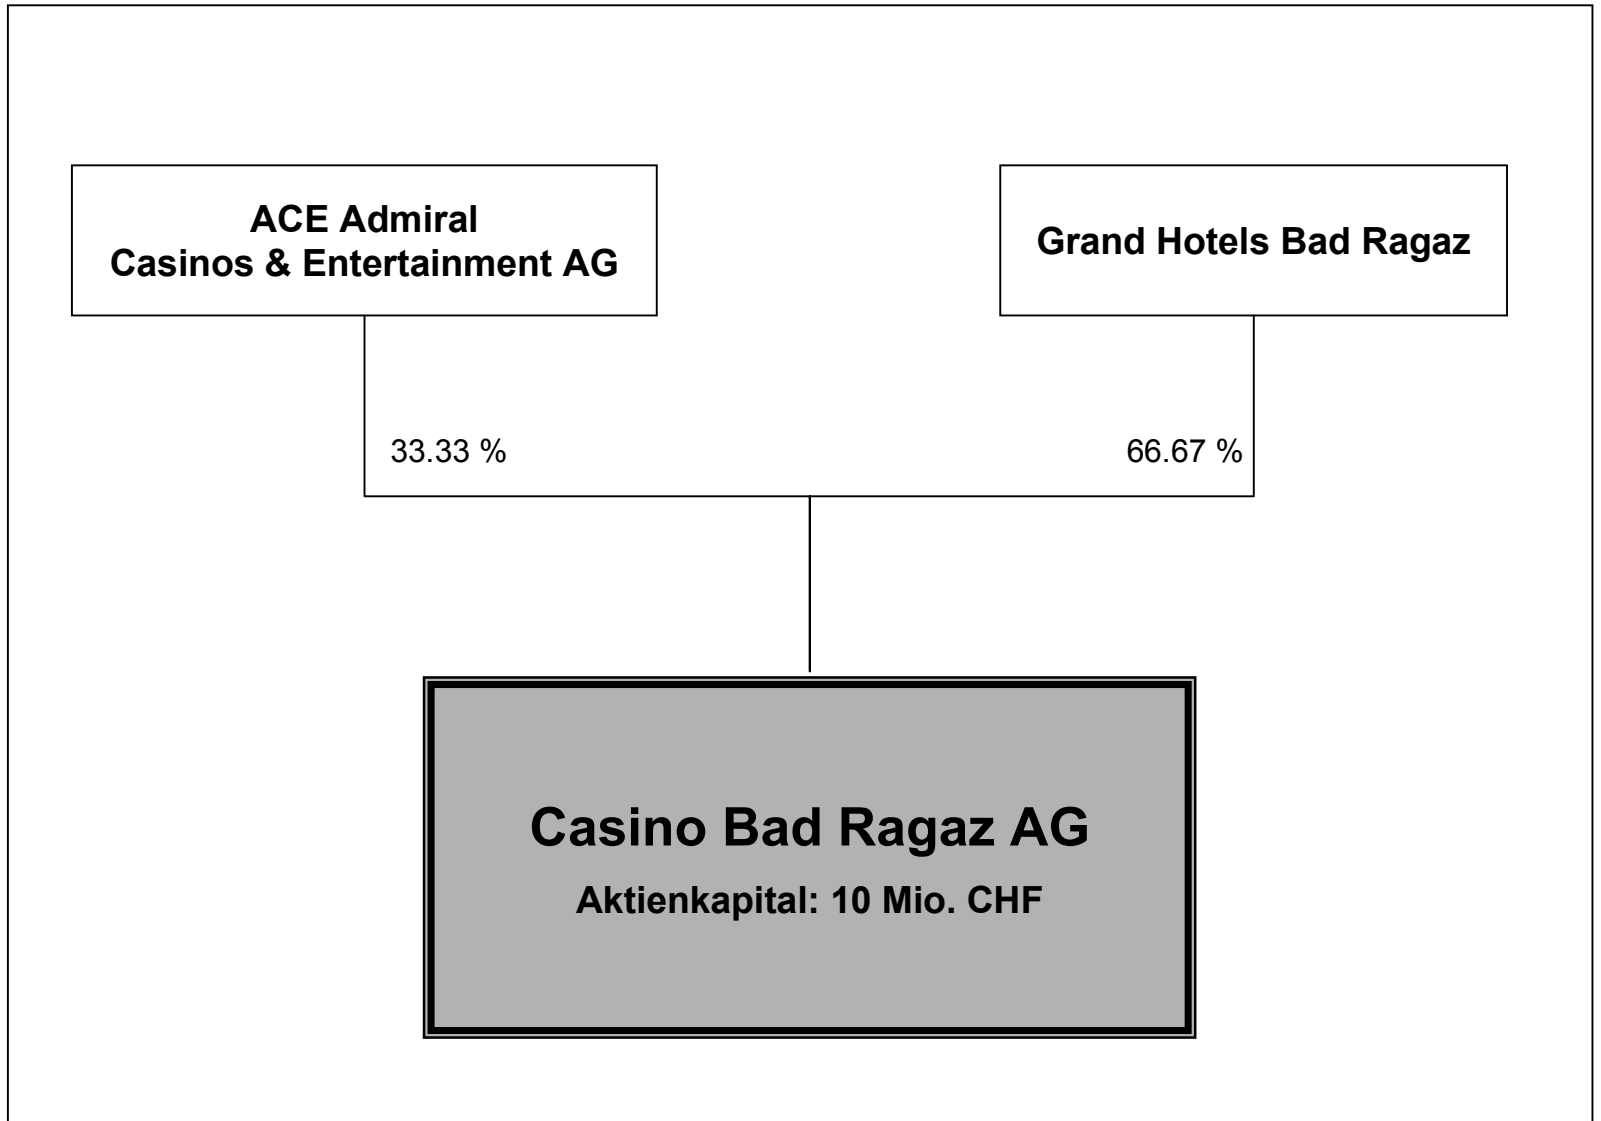 ACE Admiral
Casinos & Entertainment AG
Grand Hotels Bad Ragaz
33.33 %
66.67 %
Casino Bad Ragaz AG
Aktienkapital: 10 Mio. CHF